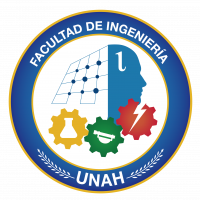 FACULTAD DE INGENIERÍA
UNAH